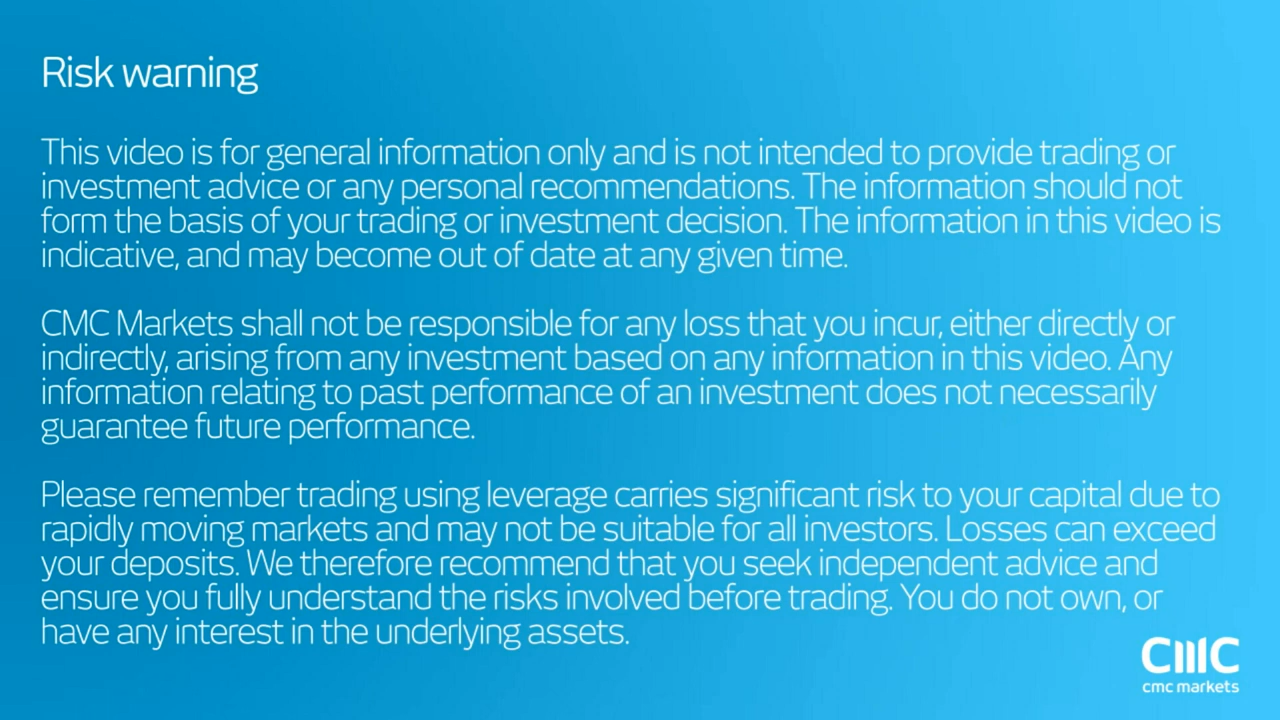 Risk warning
This video is for general information only and is not intended to provide trading or
investment advice or any personal recommendations. The information should not
form the basis of your trading or investment decision. The information in this video is
indicative, and may become out of date at any given time.
CMC Markets shall not be responsible for any loss that you incur, either directly or
indirectly, arising from any investment based on any information in this video. Any
information relating to past performance of an investment does not necessarily
guarantee future performance.
Please remember trading using leverage carries significant risk to your capital due to
rapidly moving markets and may not be suitable for all investors. Losses can exceed
your deposits. We therefore recommend that you seek independent advice and
ensure you fully understand the risks involved before trading. You do not own, or
have any interest in the underlying assets.
CMC
cmc markets